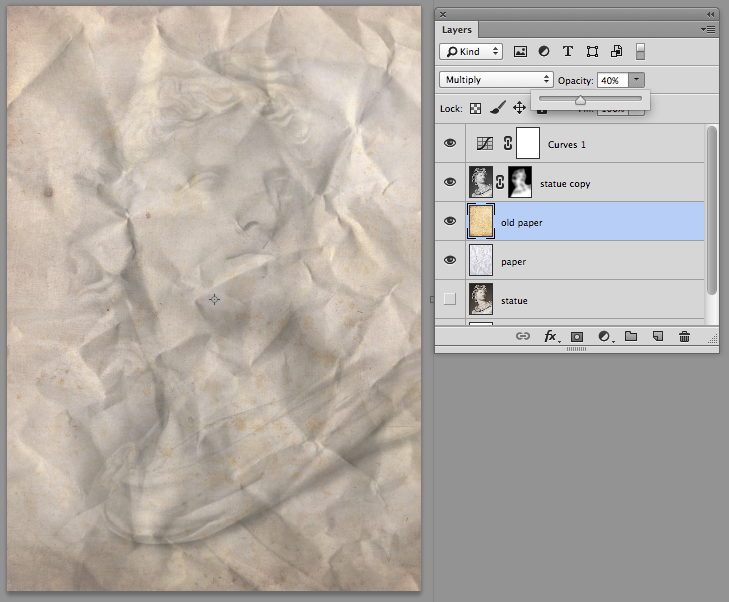 Layers
Kind
Multiply
Opacity: 40%
Lock:
Curves 1
statue copy
old paper
paper
statue
fx